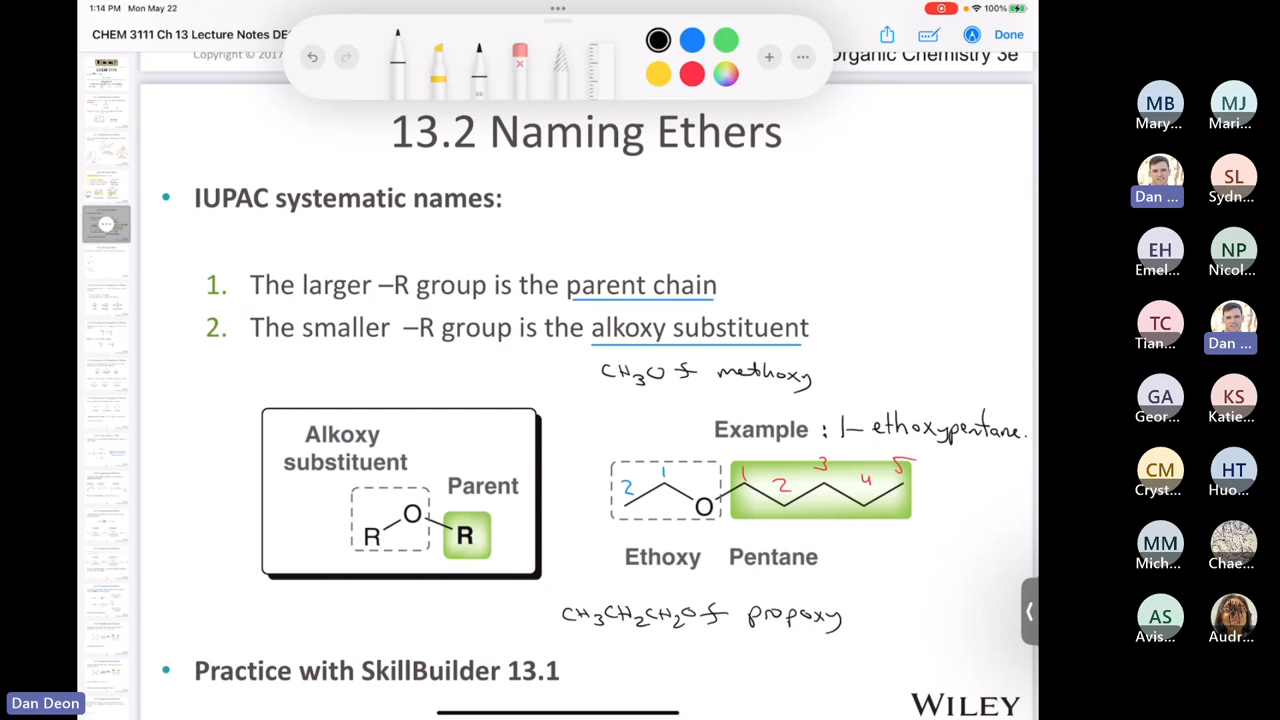 1:14 PM Mon May 22
100%
CHEM 3111 Ch 13 Lecture Notes DE
Done
Copyright © 2017
Organic Chemistry 3e
13.2 Naming Ethers
• IUPAC systematic names:
1. The larger –R group is the parent chain
2. The smaller –R group is the alkoxy substituent
CH3O methoxy
Alkoxy
substituent
Parent
R O R
Example : 1- ethoxypentane.
2 1 O 1 2 3 4 5
Ethoxy Pentane
CH3CH2CH2O propoxy
• Practice with SkillBuilder 13.1
WILEY
Dan Deon
MB
Mary...
MJ
Mari...
Dan ...
SL
Sydn...
EH
Emel...
NP
Nicol...
TC
Tian...
Dan ...
GA
Geor...
KS
Katie...
CM
Cryst...
HT
Huo...
MM
Mich...
Chae...
AS
Avis...
Audr...